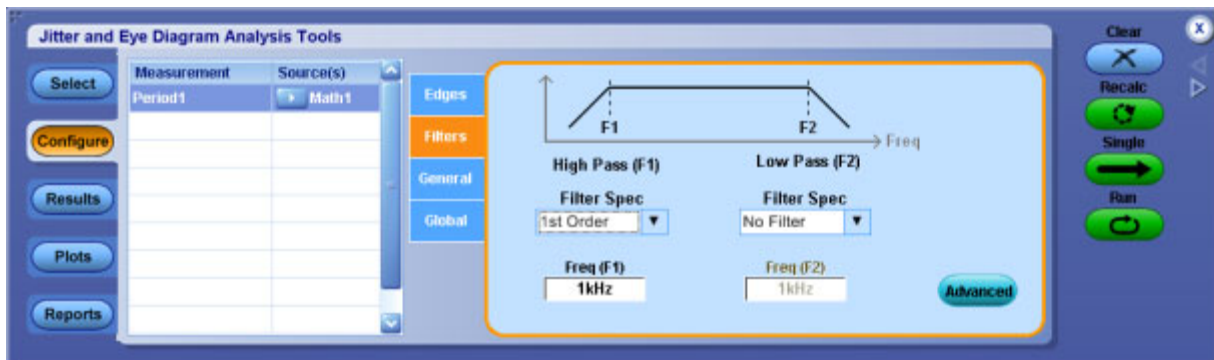 Jitter and Eye Diagram Analysis Tools
Select
Configure
Results
Plots
Reports
Measurement Source(s)
Period1 Math1
Edges
Filters
General
Global
F1 F2
Freq
High Pass (F1) Low Pass (F2)
Filter Spec Filter Spec
1st Order No Filter
Freq (F1) Freq (F2)
1kHz 1kHz
Advanced
Clear
X
Recalc
Single
Run